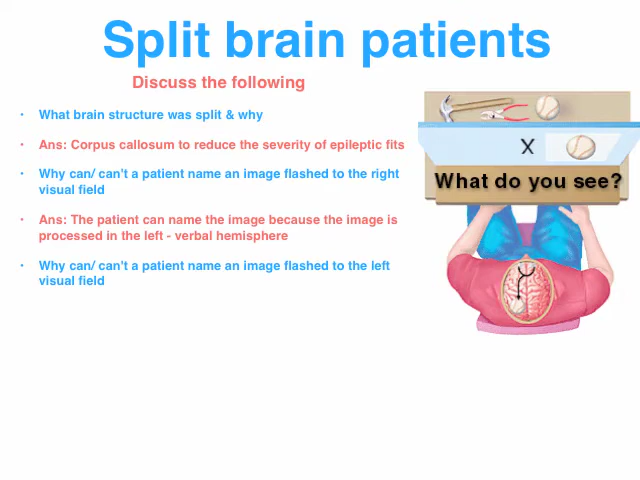 Split brain patients
Discuss the following
• What brain structure was split & why
• Ans: Corpus callosum to reduce the severity of epileptic fits
• Why can/ can't a patient name an image flashed to the right
visual field
• Ans: The patient can name the image because the image is
processed in the left - verbal hemisphere
• Why can/ can't a patient name an image flashed to the left
visual field
X
What do you see?